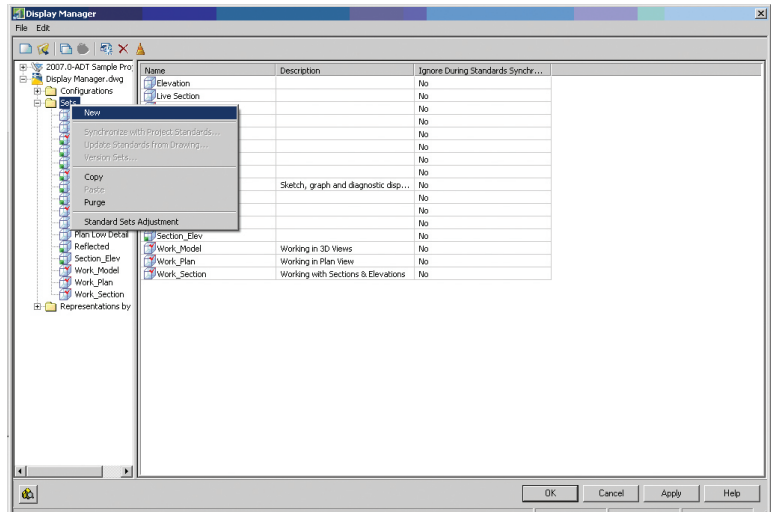 Display Manager
File Edit
2007.0-ADT Sample Pro
Display Manager.dwg
Configurations
Sets
New
Synchronize with Project Standards...
Update Standards from Drawing...
Version Sets...
Copy
Paste
Purge
Standard Sets Adjustment
Plan Low Detail
Reflected
Section_Elev
Work_Model
Work_Plan
Work_Section
Representations by
Name Description Ignore During Standards Synchr...
Elevation No
Live Section No
No
No
No
No
No
No
Sketch, graph and diagnostic disp... No
No
No
No
Section_Elev No
Work_Model Working in 3D Views No
Work_Plan Working in Plan View No
Work_Section Working with Sections & Elevations No
OK Cancel Apply Help